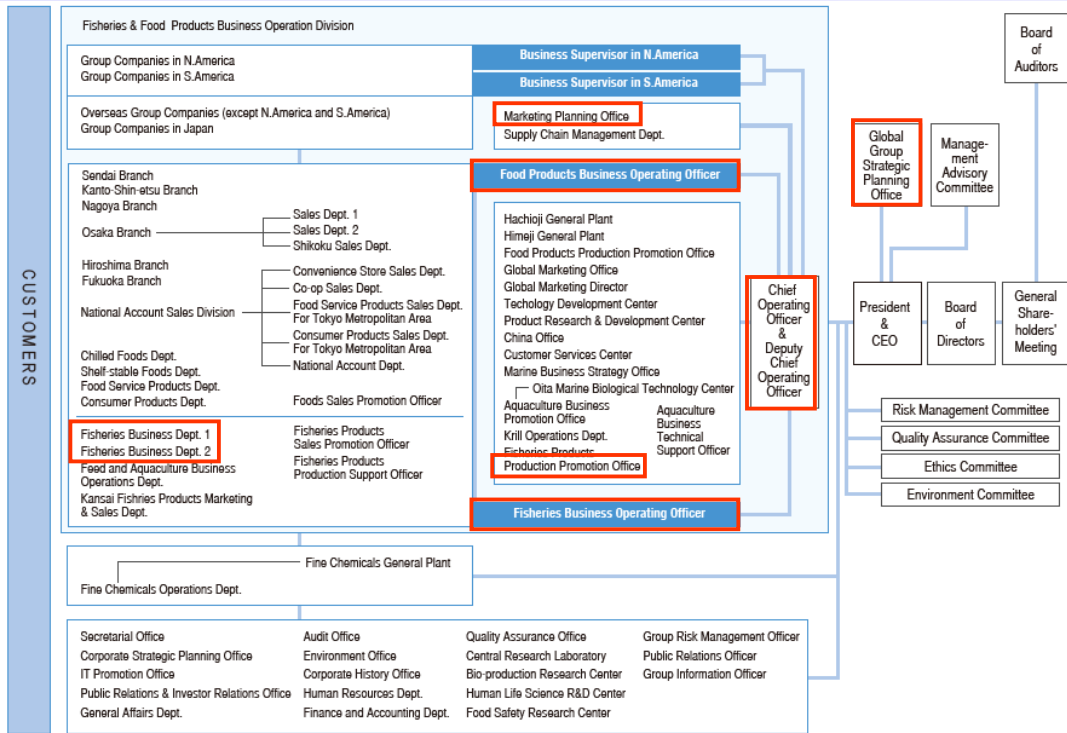 Fisheries & Food Products Business Operation Division
Group Companies in N.America
Group Companies in S.America
Business Supervisor in N.America
Business Supervisor in S.America
Overseas Group Companies (except N.America and S.America)
Group Companies in Japan
Marketing Planning Office
Supply Chain Management Dept.
Food Products Business Operating Officer
Sendai Branch
Kanto-Shin-etsu Branch
Nagoya Branch
Osaka Branch
Sales Dept. 1
Sales Dept. 2
Shikoku Sales Dept.
Hiroshima Branch
Fukuoka Branch
National Account Sales Division
Convenience Store Sales Dept.
Co-op Sales Dept.
Food Service Products Sales Dept.
For Tokyo Metropolitan Area
Consumer Products Sales Dept.
For Tokyo Metropolitan Area
National Account Dept.
Chilled Foods Dept.
Shelf-stable Foods Dept.
Food Service Products Dept.
Consumer Products Dept.
Foods Sales Promotion Officer
Fisheries Business Dept. 1
Fisheries Business Dept. 2
Feed and Aquaculture Business
Operations Dept.
Kansai Fishries Products Marketing
& Sales Dept.
Fisheries Products
Sales Promotion Officer
Fisheries Products
Production Support Officer
Hachioji General Plant
Himeji General Plant
Food Products Production Promotion Office
Global Marketing Office
Global Marketing Director
Techology Development Center
Product Research & Development Center
China Office
Customer Services Center
Marine Business Strategy Office
Oita Marine Biological Technology Center
Aquaculture Business
Promotion Office
Krill Operations Dept.
Fisheries Products
Production Promotion Office
Aquaculture
Business
Technical
Support Officer
Fisheries Business Operating Officer
Chief
Operating
Officer
&
Deputy
Chief
Operating
Officer
Fine Chemicals General Plant
Fine Chemicals Operations Dept.
Secretarial Office
Corporate Strategic Planning Office
IT Promotion Office
Public Relations & Investor Relations Office
General Affairs Dept.
Audit Office
Environment Office
Corporate History Office
Human Resources Dept.
Finance and Accounting Dept.
Quality Assurance Office
Central Research Laboratory
Bio-production Research Center
Human Life Science R&D Center
Food Safety Research Center
Group Risk Management Officer
Public Relations Officer
Group Information Officer
CUSTOMERS
Board
of
Auditors
Global
Group
Strategic
Planning
Office
Manage-
ment
Advisory
Committee
President
&
CEO
Board
of
Directors
General
Share-
holders'
Meeting
Risk Management Committee
Quality Assurance Committee
Ethics Committee
Environment Committee